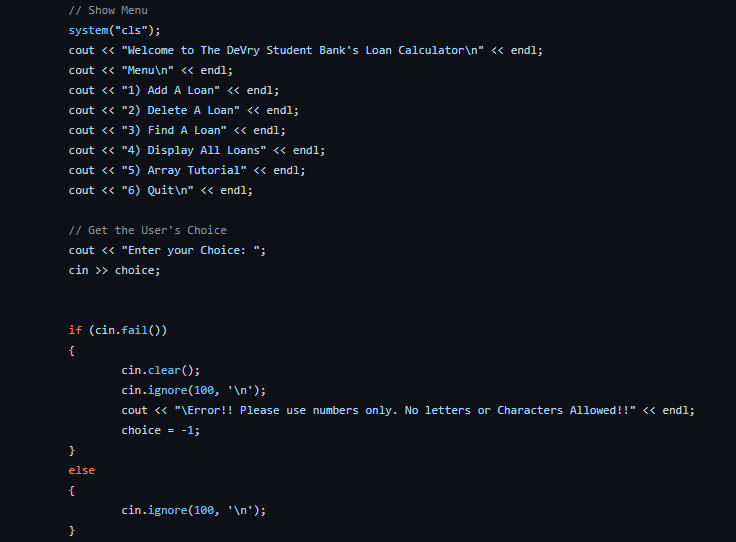 // Show Menu
system("cls");
cout << "Welcome to The DeVry Student Bank's Loan Calculator\n" << endl;
cout << "Menu\n" << endl;
cout << "1) Add A Loan" << endl;
cout << "2) Delete A Loan" << endl;
cout << "3) Find A Loan" << endl;
cout << "4) Display All Loans" << endl;
cout << "5) Array Tutorial" << endl;
cout << "6) Quit\n" << endl;
// Get the User's Choice
cout << "Enter your Choice: ";
cin >> choice;
if (cin.fail())
{
cin.clear();
cin.ignore(100, '\n');
cout << "\Error!! Please use numbers only. No letters or Characters Allowed!!" << endl;
choice = -1;
}
else
{
cin.ignore(100, '\n');
}